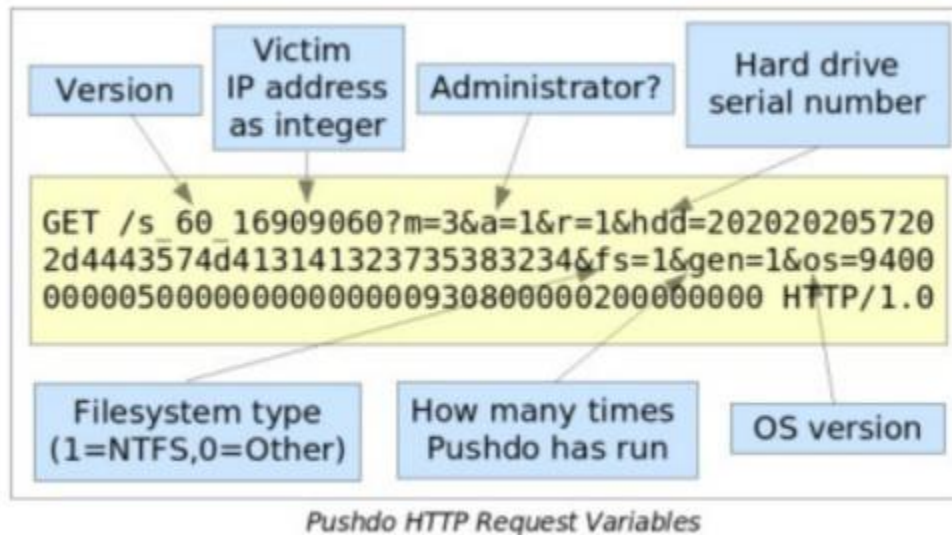 Version
Victim
IP address
as integer
Administrator?
Hard drive
serial number
GET /s_60_16909060?m=3&a=1&r=1&hdd=202020205720
2d4443574d413141323735383234&fs=1&gen=1&os=9400
000005000000000000009308000000200000000 HTTP/1.0
Filesystem type
(1=NTFS,0=Other)
How many times
Pushdo has run
OS version
Pushdo HTTP Request Variables